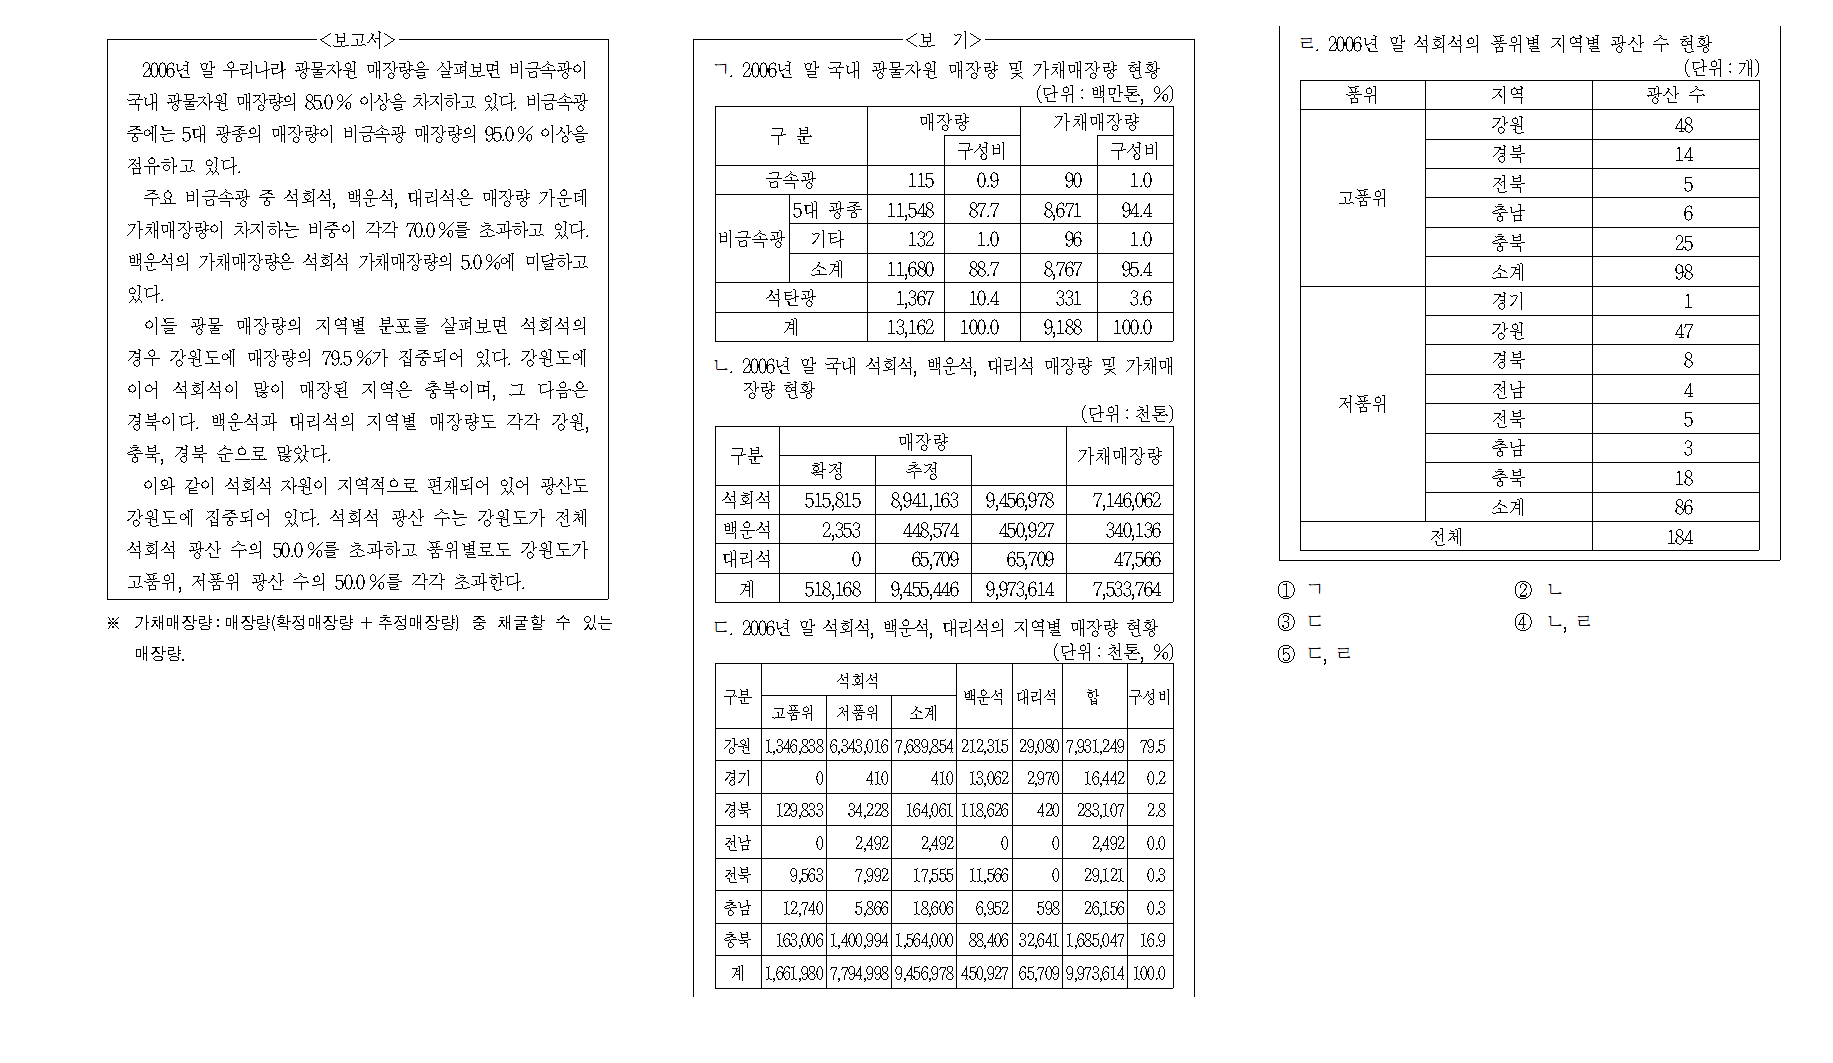 <보고서>
2006년 말 우리나라 광물자원 매장량을 살펴보면 비금속광이
국내 광물자원 매장량의 85.0% 이상을 차지하고 있다. 비금속광
중에는 5대 광종의 매장량이 비금속광 매장량의 95.0% 이상을
점유하고 있다.
주요 비금속광 중 석회석, 백운석, 대리석은 매장량 가운데
가채매장량이 차지하는 비중이 각각 70.0%를 초과하고 있다.
백운석의 가채매장량은 석회석 가채매장량의 5.0%에 미달하고
있다.
이들 광물 매장량의 지역별 분포를 살펴보면 석회석의
경우 강원도에 매장량의 79.5%가 집중되어 있다. 강원도에
이어 석회석이 많이 매장된 지역은 충북이며, 그 다음은
경북이다. 백운석과 대리석의 지역별 매장량도 각각 강원,
충북, 경북 순으로 많았다.
이와 같이 석회석 자원이 지역적으로 편재되어 있어 광산도
강원도에 집중되어 있다. 석회석 광산 수는 강원도가 전체
석회석 광산 수의 50.0%를 초과하고 품위별로도 강원도가
고품위, 저품위 광산 수의 50.0%를 각각 초과한다.
※ 가채매장량 : 매장량(확정매장량 + 추정매장량) 중 채굴할 수 있는
매장량.
<보 기>
ㄱ. 2006년 말 국내 광물자원 매장량 및 가채매장량 현황
(단위 : 백만톤, %)
구 분 매장량 가채매장량
구성비 구성비
금속광 115 0.9 90 1.0
비금속광 5대 광종 11,548 87.7 8,671 94.4
기타 132 1.0 96 1.0
소계 11,680 88.7 8,767 95.4
석탄광 1,367 10.4 331 3.6
계 13,162 100.0 9,188 100.0
ㄴ. 2006년 말 국내 석회석, 백운석, 대리석 매장량 및 가채매
장량 현황
(단위 : 천톤)
구분 매장량 가채매장량
확정 추정
석회석 515,815 8,941,163 9,456,978 7,146,062
백운석 2,353 448,574 450,927 340,136
대리석 0 65,709 65,709 47,566
계 518,168 9,455,446 9,973,614 7,533,764
ㄷ. 2006년 말 석회석, 백운석, 대리석의 지역별 매장량 현황
(단위 : 천톤, %)
구분 석회석 백운석 대리석 합 구성비
고품위 저품위 소계
강원 1,346,838 6,343,016 7,689,854 212,315 29,080 7,931,249 79.5
경기 0 410 410 13,062 2,970 16,442 0.2
경북 129,833 34,228 164,061 118,626 420 283,107 2.8
전남 0 2,492 2,492 0 0 2,492 0.0
전북 9,563 7,992 17,555 11,566 0 29,121 0.3
충남 12,740 5,866 18,606 6,952 598 26,156 0.3
충북 163,006 1,400,994 1,564,000 88,406 32,641 1,685,047 16.9
계 1,661,980 7,794,998 9,456,978 450,927 65,709 9,973,614 100.0
ㄹ. 2006년 말 석회석의 품위별 지역별 광산 수 현황
(단위 : 개)
품위 지역 광산 수
고품위 강원 48
경북 14
전북 5
충남 6
충북 25
소계 98
저품위 경기 1
강원 47
경북 8
전남 4
전북 5
충남 3
충북 18
소계 86
전체 184
① ㄱ ② ㄴ
③ ㄷ ④ ㄴ, ㄹ
⑤ ㄷ, ㄹ